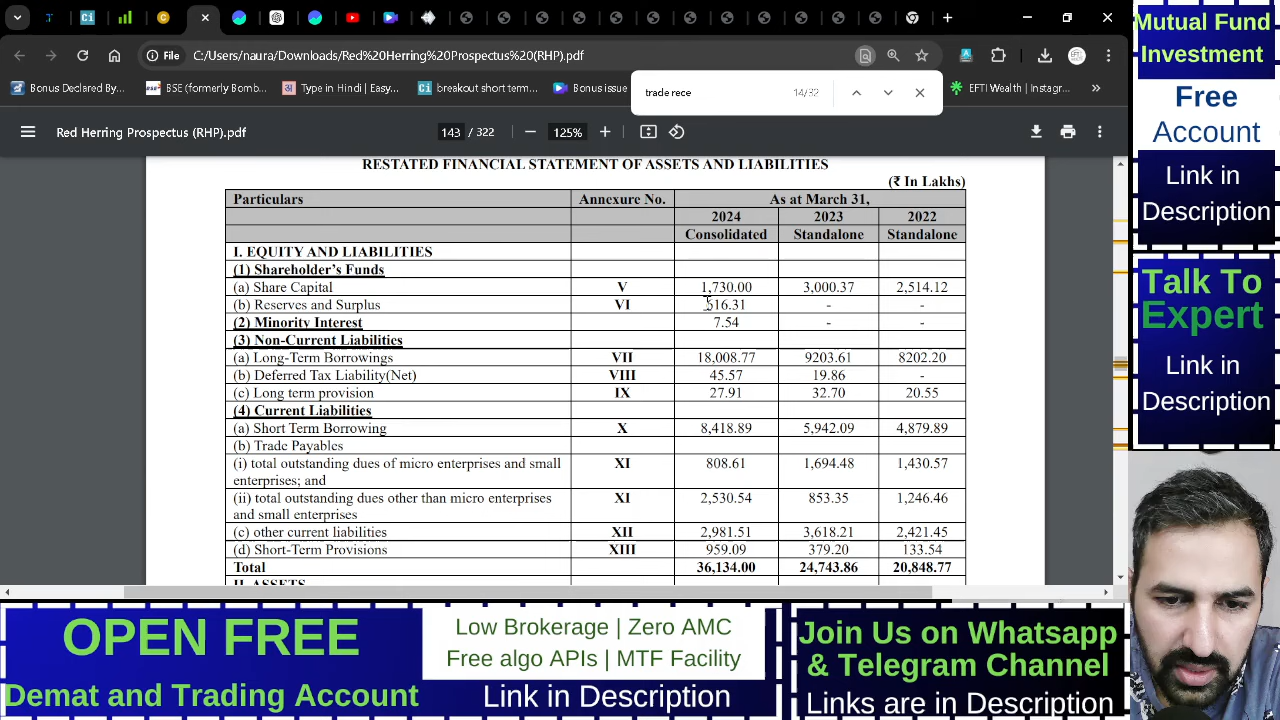 File
C:/Users/naura/Downloads/Red%20Herring%20Prospectus%20(RHP).pdf
Bonus Declared By...
BSE (formerly Bomb...
Type in Hindi | Easy...
breakout short term...
Bonus issue
trade rece
14/32
EFTI Wealth | Instagr...
Red Herring Prospectus (RHP).pdf
143 / 322
125%
RESTATED FINANCIAL STATEMENT OF ASSETS AND LIABILITIES
(₹ In Lakhs)
Particulars Annexure No. As at March 31,
2024 2023 2022
Consolidated Standalone Standalone
I. EQUITY AND LIABILITIES
(1) Shareholder's Funds
(a) Share Capital V 1,730.00 3,000.37 2,514.12
(b) Reserves and Surplus VI 516.31 - -
(2) Minority Interest 7.54 - -
(3) Non-Current Liabilities
(a) Long-Term Borrowings VII 18,008.77 9203.61 8202.20
(b) Deferred Tax Liability(Net) VIII 45.57 19.86 -
(c) Long term provision IX 27.91 32.70 20.55
(4) Current Liabilities
(a) Short Term Borrowing X 8,418.89 5,942.09 4,879.89
(b) Trade Payables
(i) total outstanding dues of micro enterprises and small XI 808.61 1,694.48 1,430.57
enterprises; and
(ii) total outstanding dues other than micro enterprises XI 2,530.54 853.35 1,246.46
and small enterprises
(c) other current liabilities XII 2,981.51 3,618.21 2,421.45
(d) Short-Term Provisions XIII 959.09 379.20 133.54
Total 36,134.00 24,743.86 20,848.77
II. ASSETS
Mutual Fund
Investment
Free
Account
Link in
Description
Talk To
Expert
Link in
Description
OPEN FREE
Demat and Trading Account
Low Brokerage | Zero AMC
Free algo APIs | MTF Facility
Link in Description
Join Us on Whatsapp
& Telegram Channel
Links are in Description